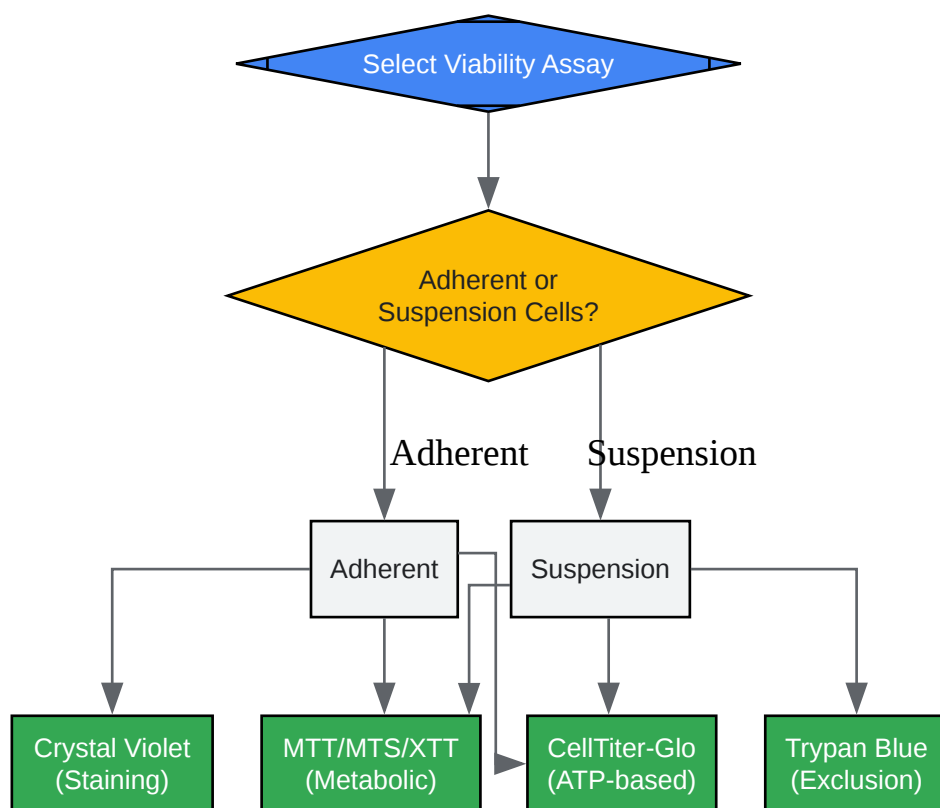 Select Viability Assay
Adherent or
Suspension Cells?
Adherent
Suspension
Adherent
Suspension
Crystal Violet
(Staining)
MTT/MTS/XTT
(Metabolic)
CellTiter-Glo
(ATP-based)
Trypan Blue
(Exclusion)